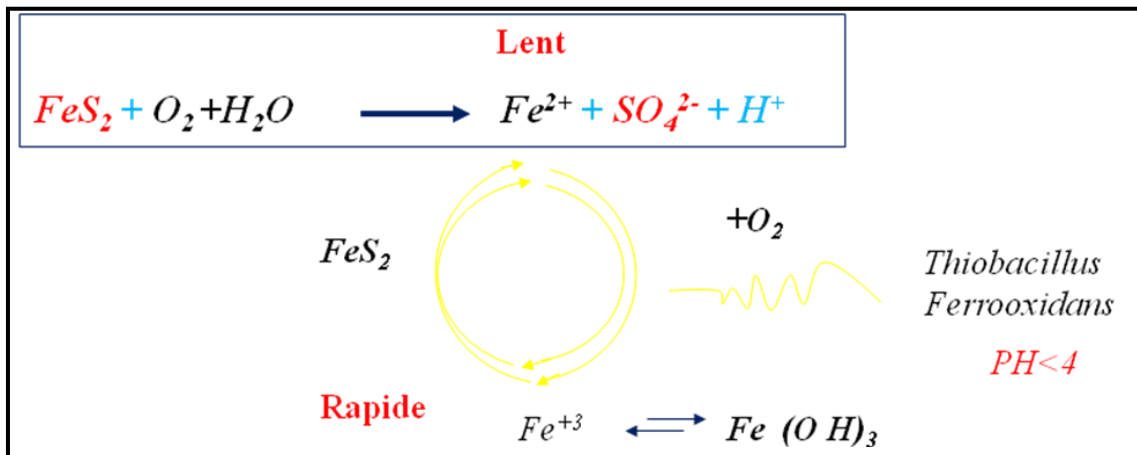 Lent
FeS₂ + O₂ +H₂O → Fe²⁺ + SO₄²⁻ + H⁺
+O₂
FeS₂
Thiobacillus
Ferrooxidans
PH<4
Rapide
Fe⁺³ ⇌ Fe (O H)₃